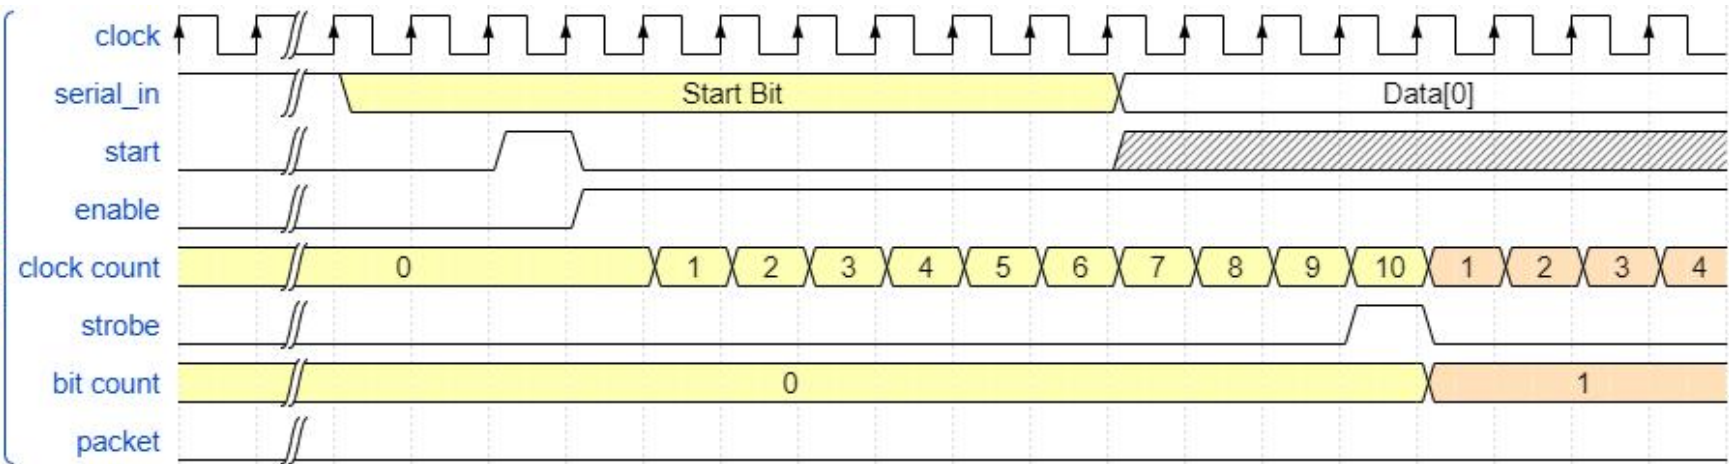 clock
serial_in Start Bit Data[0]
start
enable
clock count 0 1 2 3 4 5 6 7 8 9 10 1 2 3 4
strobe
bit count 0 1
packet